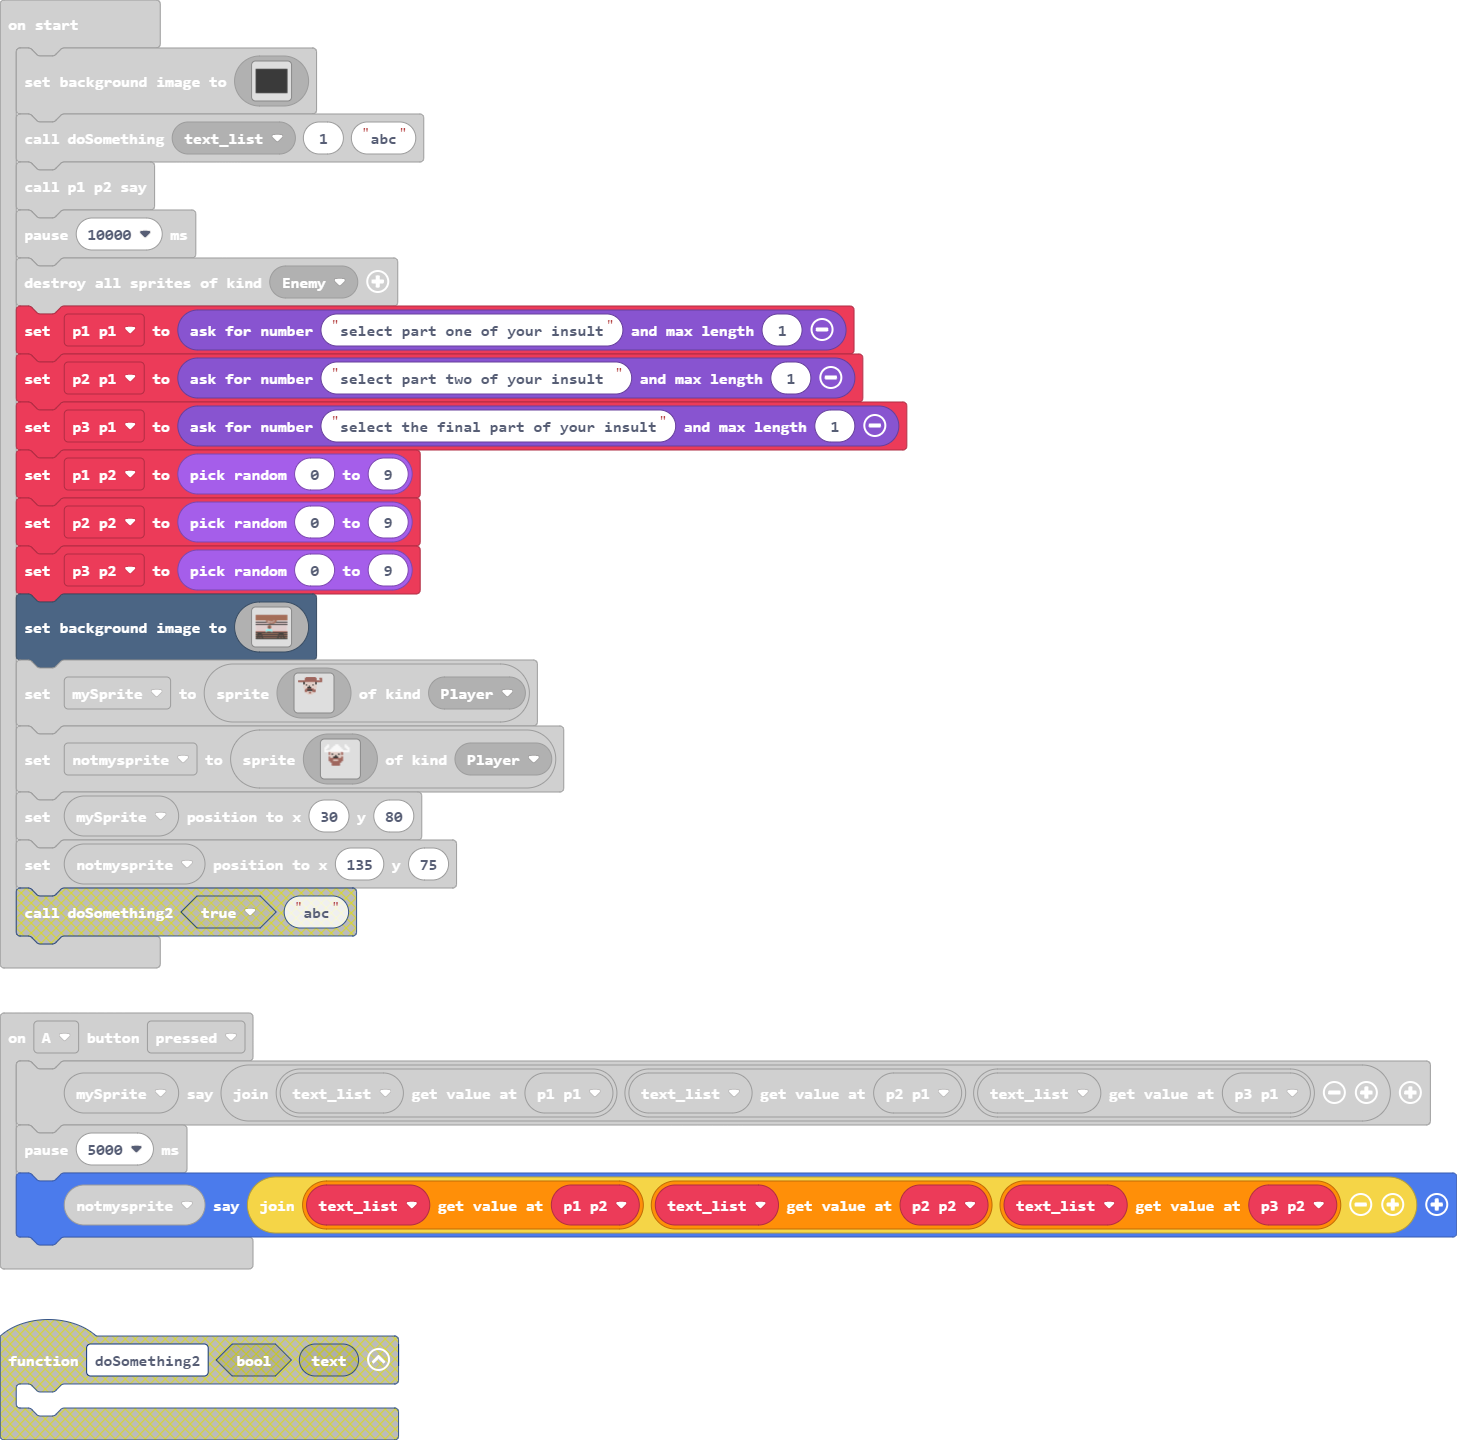 on start
set background image to
call doSomething text_list 1 "abc"
call p1 p2 say
pause 10000 ms
destroy all sprites of kind Enemy
set p1 p1 to ask for number "select part one of your insult" and max length 1
set p2 p1 to ask for number "select part two of your insult " and max length 1
set p3 p1 to ask for number "select the final part of your insult" and max length 1
set p1 p2 to pick random 0 to 9
set p2 p2 to pick random 0 to 9
set p3 p2 to pick random 0 to 9
set background image to
set mySprite to sprite of kind Player
set notmysprite to sprite of kind Player
set mySprite position to x 30 y 80
set notmysprite position to x 135 y 75
call doSomething2 true "abc"
on A button pressed
mySprite say join text_list get value at p1 p1 text_list get value at p2 p1 text_list get value at p3 p1
pause 5000 ms
notmysprite say join text_list get value at p1 p2 text_list get value at p2 p2 text_list get value at p3 p2
function doSomething2 bool text